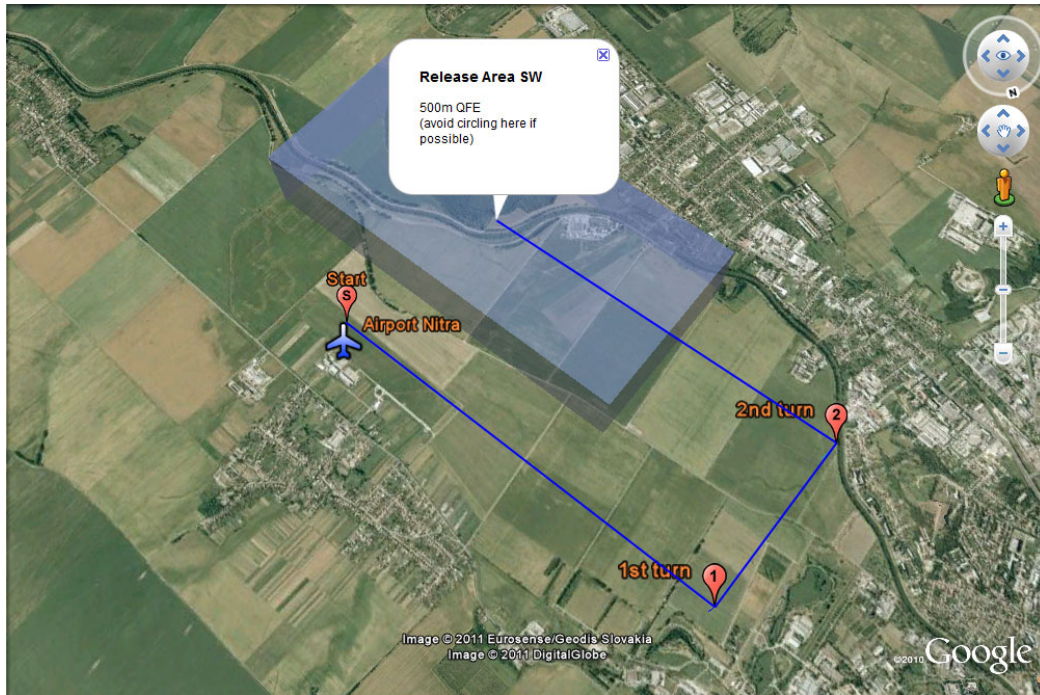 Release Area SW
500m QFE
(avoid circling here if
possible)
N
Start
S
Airport Nitra
2nd turn
2
1st turn
1
Image © 2011 Eurosense/Geodis Slovakia
Image © 2011 DigitalGlobe
©2010 Google